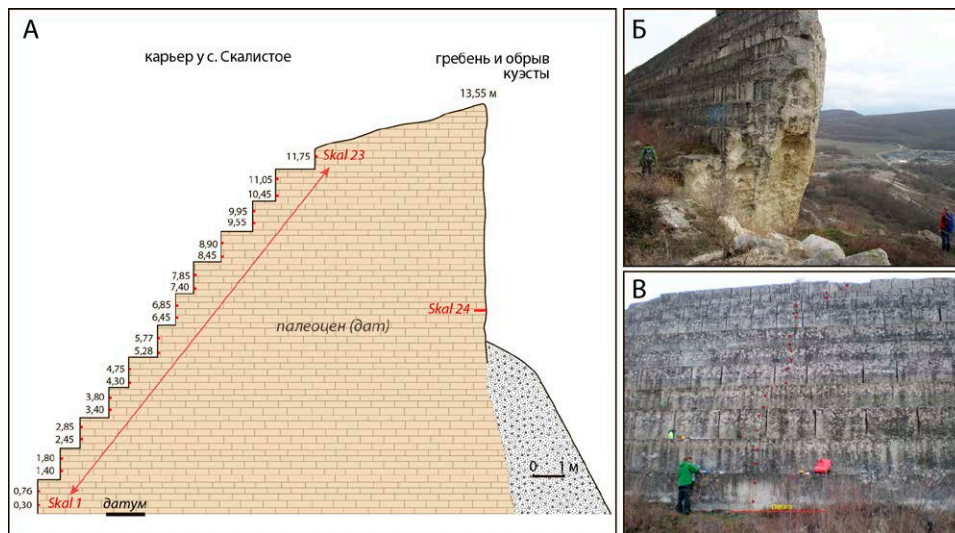 А
карьер у с. Скалистое
гребень и обрыв
куэсты
13,55 м
11,75
Skal 23
11,05
10,45
9,95
9,55
8,90
8,45
7,85
7,40
6,85
6,45
Skal 24
палеоцен (дат)
5,77
5,28
4,75
4,30
3,80
3,40
2,85
2,45
1,80
1,40
0,76
0,30
Skal 1
датум
0 1 м
Б
В
Datum